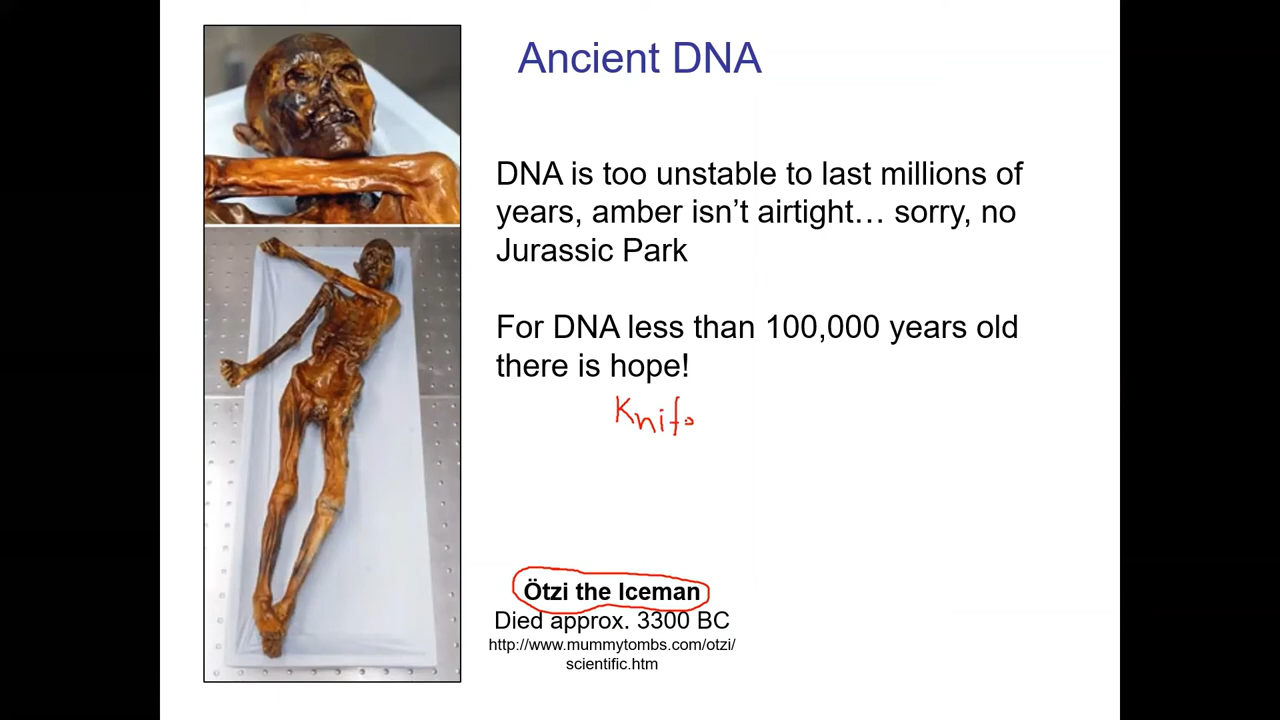 Ancient DNA
DNA is too unstable to last millions of
years, amber isn’t airtight… sorry, no
Jurassic Park
For DNA less than 100,000 years old
there is hope!
Knife
Ötzi the Iceman
Died approx. 3300 BC
http://www.mummytombs.com/otzi/
scientific.htm